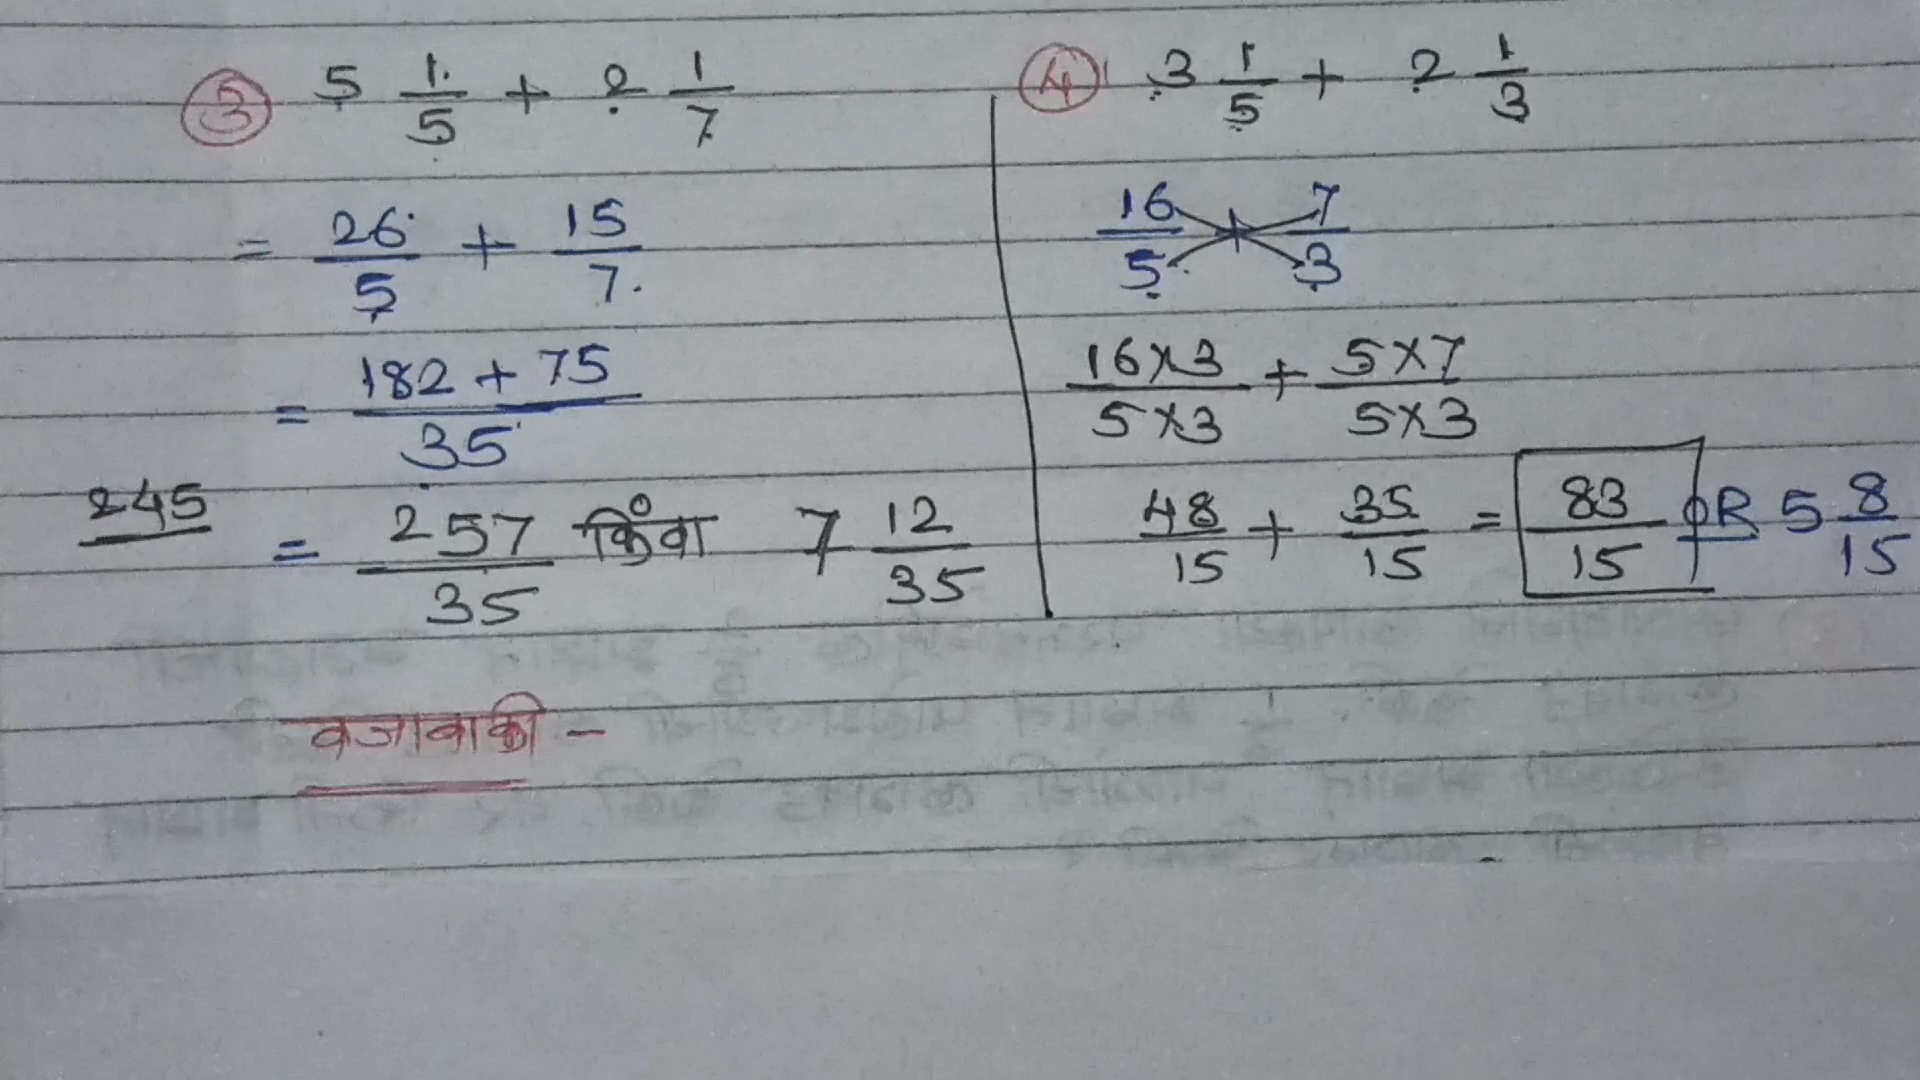 ③ 5 1/5 + 2 1/7
= 26/5 + 15/7
= (182 + 75)/35
245
= 257/35 किंवा 7 12/35
④ 3 1/5 + 2 1/3
16/5 + 7/3
(16×3)/(5×3) + (5×7)/(5×3)
48/15 + 35/15 = 83/15 OR 5 8/15
वजाबाकी –